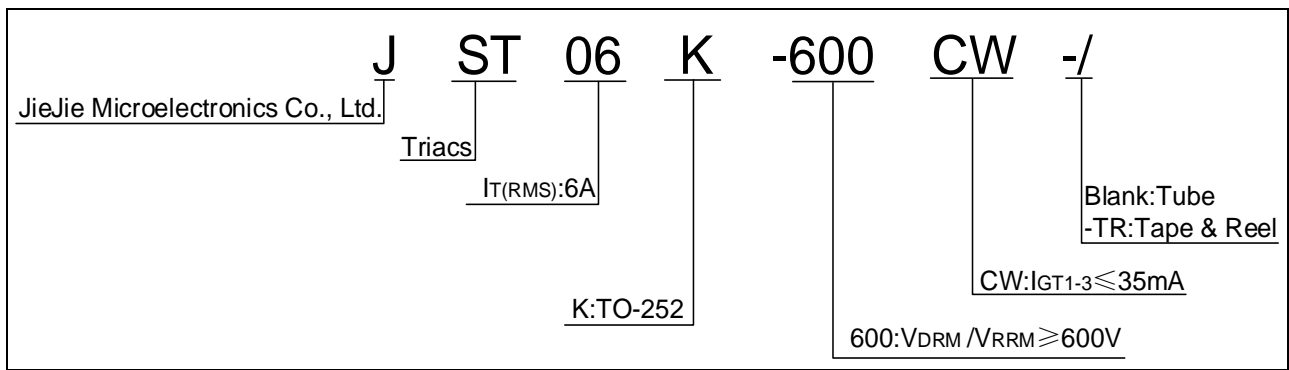 J ST 06 K -600 CW -/
JieJie Microelectronics Co., Ltd.
Triacs
IT(RMS):6A
Blank:Tube
-TR:Tape & Reel
CW:IGT1-3≤35mA
K:TO-252
600:VDRM /VRRM≥600V